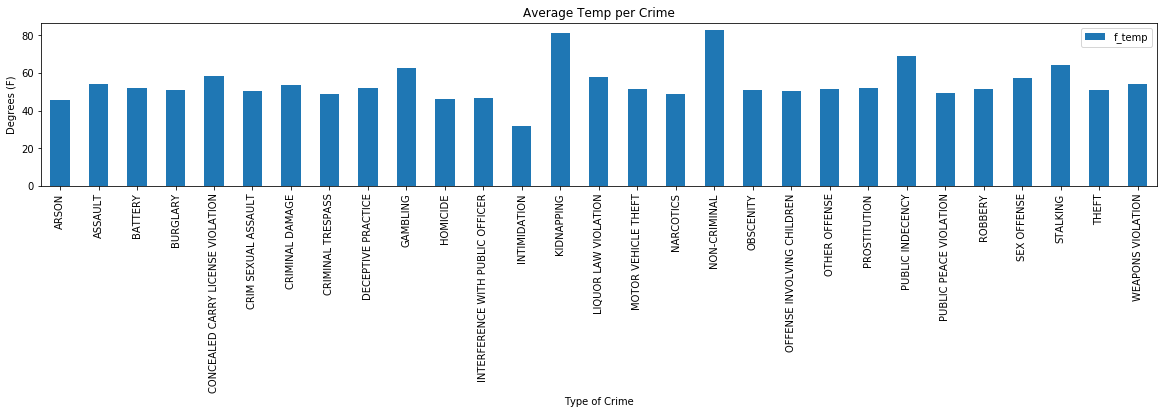 Average Temp per Crime
f_temp
Degrees (F)
80
60
40
20
0
ARSON
ASSAULT
BATTERY
BURGLARY
CONCEALED CARRY LICENSE VIOLATION
CRIM SEXUAL ASSAULT
CRIMINAL DAMAGE
CRIMINAL TRESPASS
DECEPTIVE PRACTICE
GAMBLING
HOMICIDE
INTERFERENCE WITH PUBLIC OFFICER
INTIMIDATION
KIDNAPPING
LIQUOR LAW VIOLATION
MOTOR VEHICLE THEFT
NARCOTICS
NON-CRIMINAL
OBSCENITY
OFFENSE INVOLVING CHILDREN
OTHER OFFENSE
PROSTITUTION
PUBLIC INDECENCY
PUBLIC PEACE VIOLATION
ROBBERY
SEX OFFENSE
STALKING
THEFT
WEAPONS VIOLATION
Type of Crime